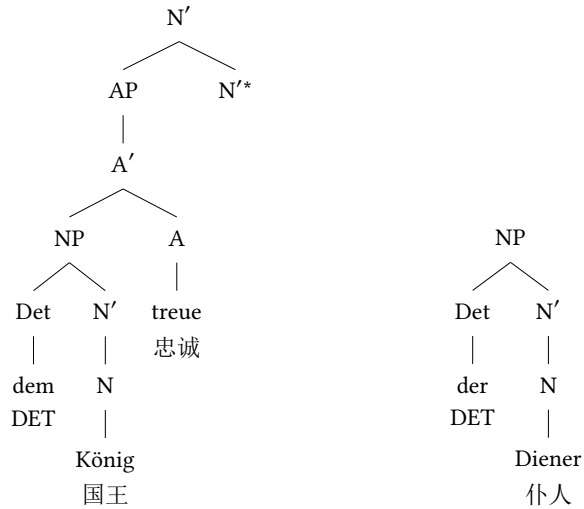 N′
AP N′*
A′
NP A NP
Det N′ treue Det N′
忠诚
dem N der N
DET DET
König Diener
国王 仆人